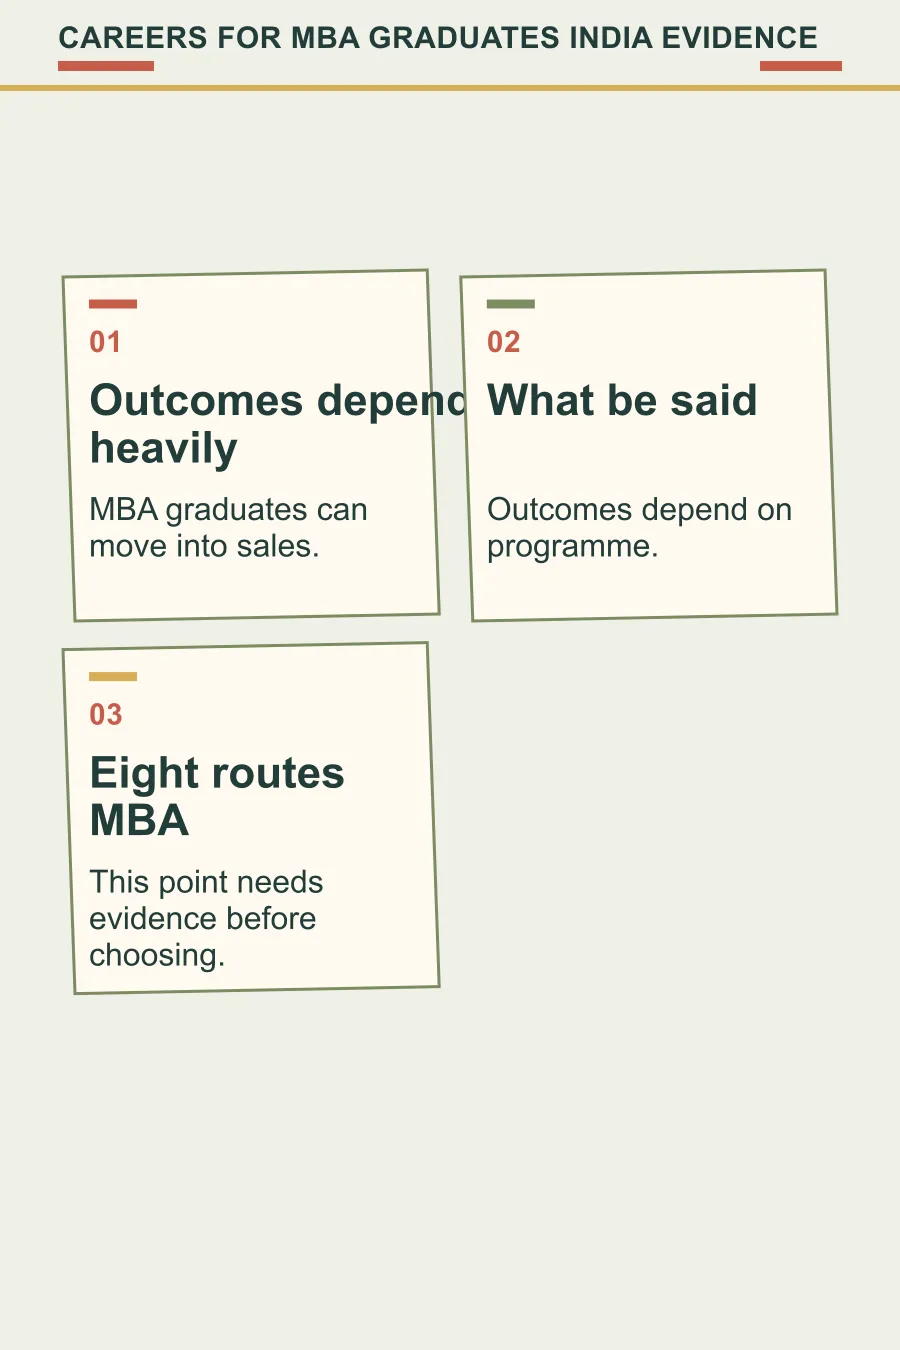 CAREERS FOR MBA GRADUATES INDIA EVIDENCE
01
Outcomes depend
heavily
MBA graduates can
move into sales.
02
What be said
Outcomes depend on
programme.
03
Eight routes
MBA
This point needs
evidence before
choosing.